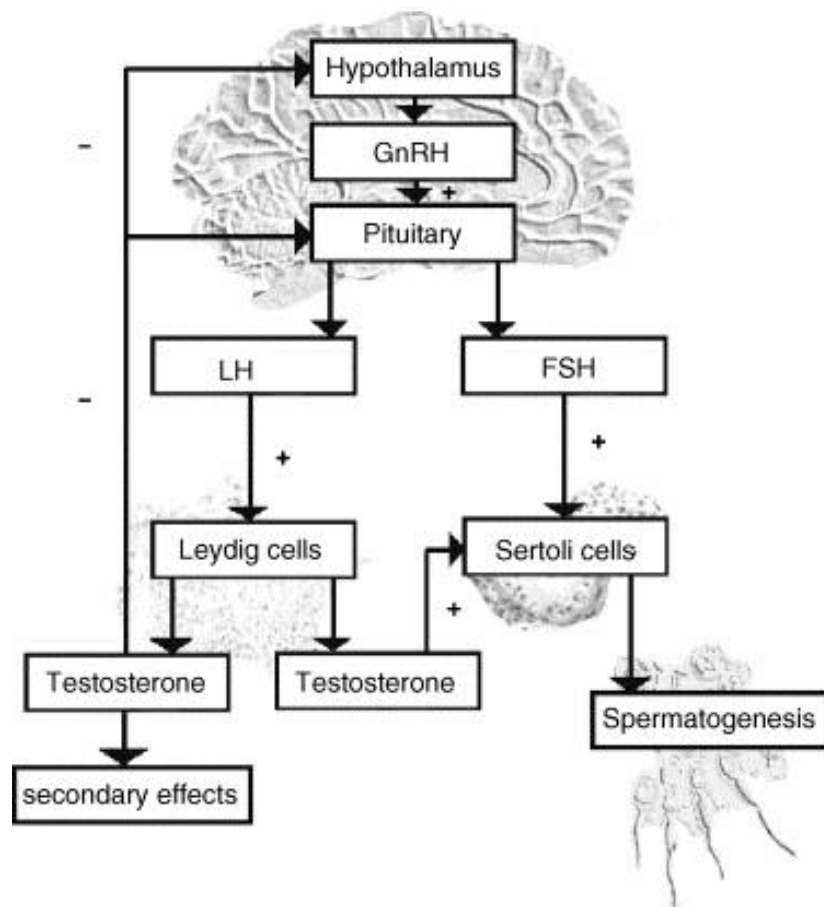 Hypothalamus
-
GnRH
+
Pituitary
LH
FSH
-
+
+
Leydig cells
Sertoli cells
+
Testosterone
Testosterone
Spermatogenesis
secondary effects